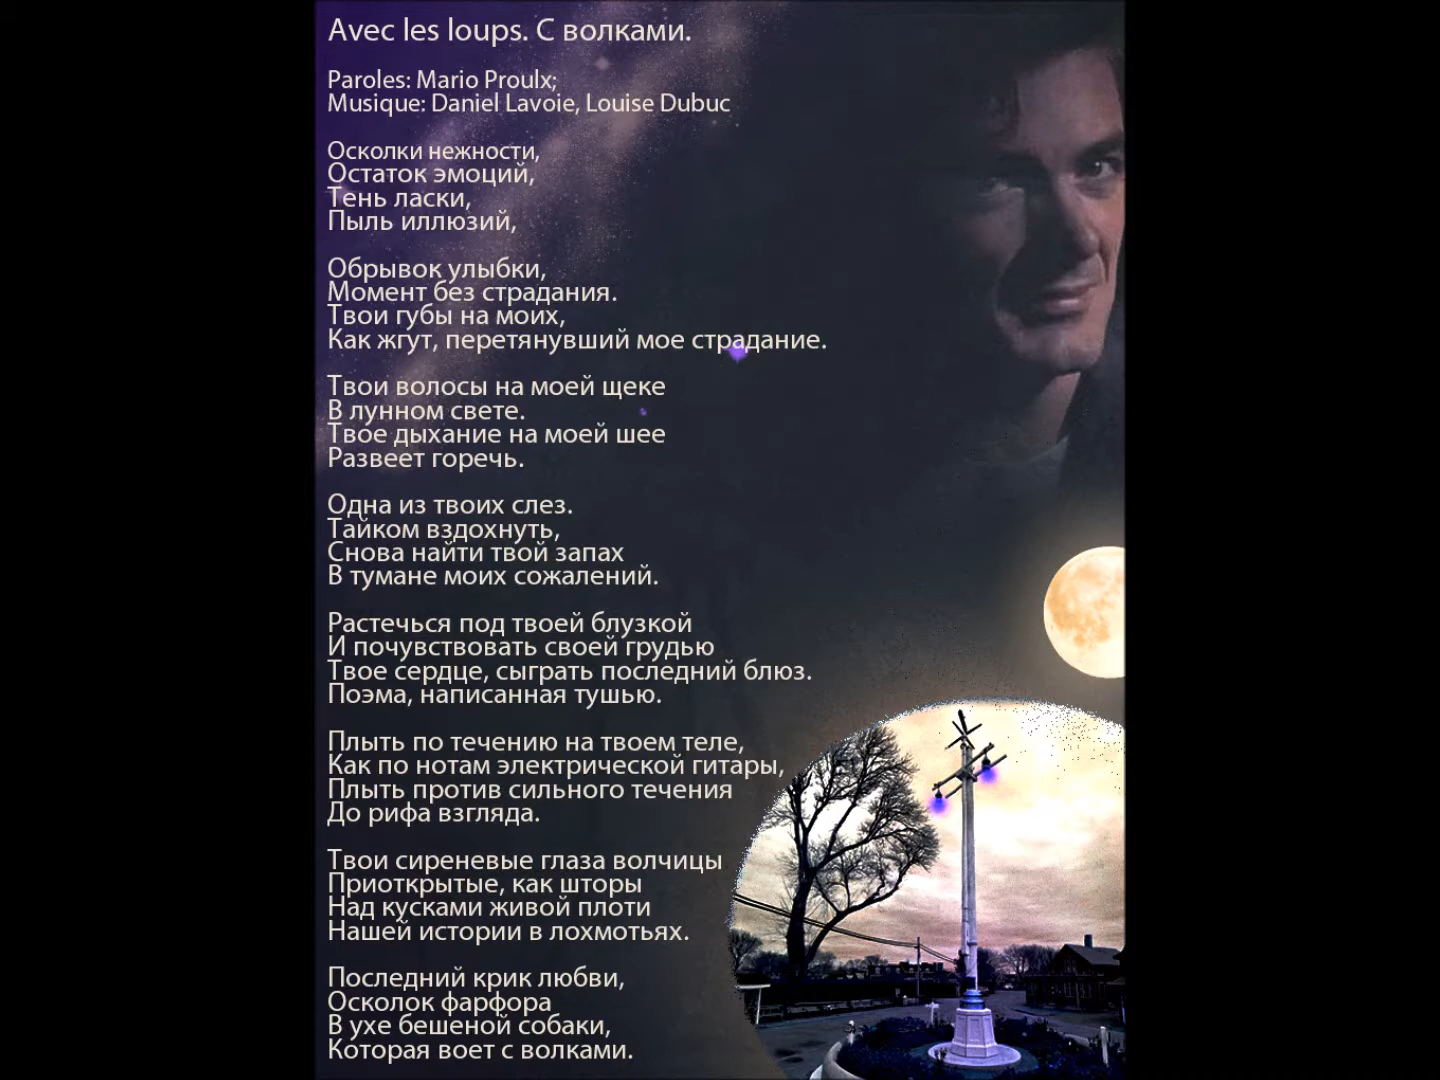 Avec les loups. С волками.
Paroles: Mario Proulx;
Musique: Daniel Lavoie, Louise Dubuc
Осколки нежности,
Остаток эмоций,
Тень ласки,
Пыль иллюзий,
Обрывок улыбки,
Момент без страдания.
Твои губы на моих,
Как жгут, перетянувший мое страдание.
Твои волосы на моей щеке
В лунном свете.
Твое дыхание на моей шее
Развеет горечь.
Одна из твоих слез.
Тайком вздохнуть,
Снова найти твой запах
В тумане моих сожалений.
Растечься под твоей блузкой
И почувствовать своей грудью
Твое сердце, сыграть последний блюз.
Поэма, написанная тушью.
Плыть по течению на твоем теле,
Как по нотам электрической гитары,
Плыть против сильного течения
До рифа взгляда.
Твои сиреневые глаза волчицы
Приоткрытые, как шторы
Над кусками живой плоти
Нашей истории в лохмотьях.
Последний крик любви,
Осколок фарфора
В ухе бешеной собаки,
Которая воет с волками.